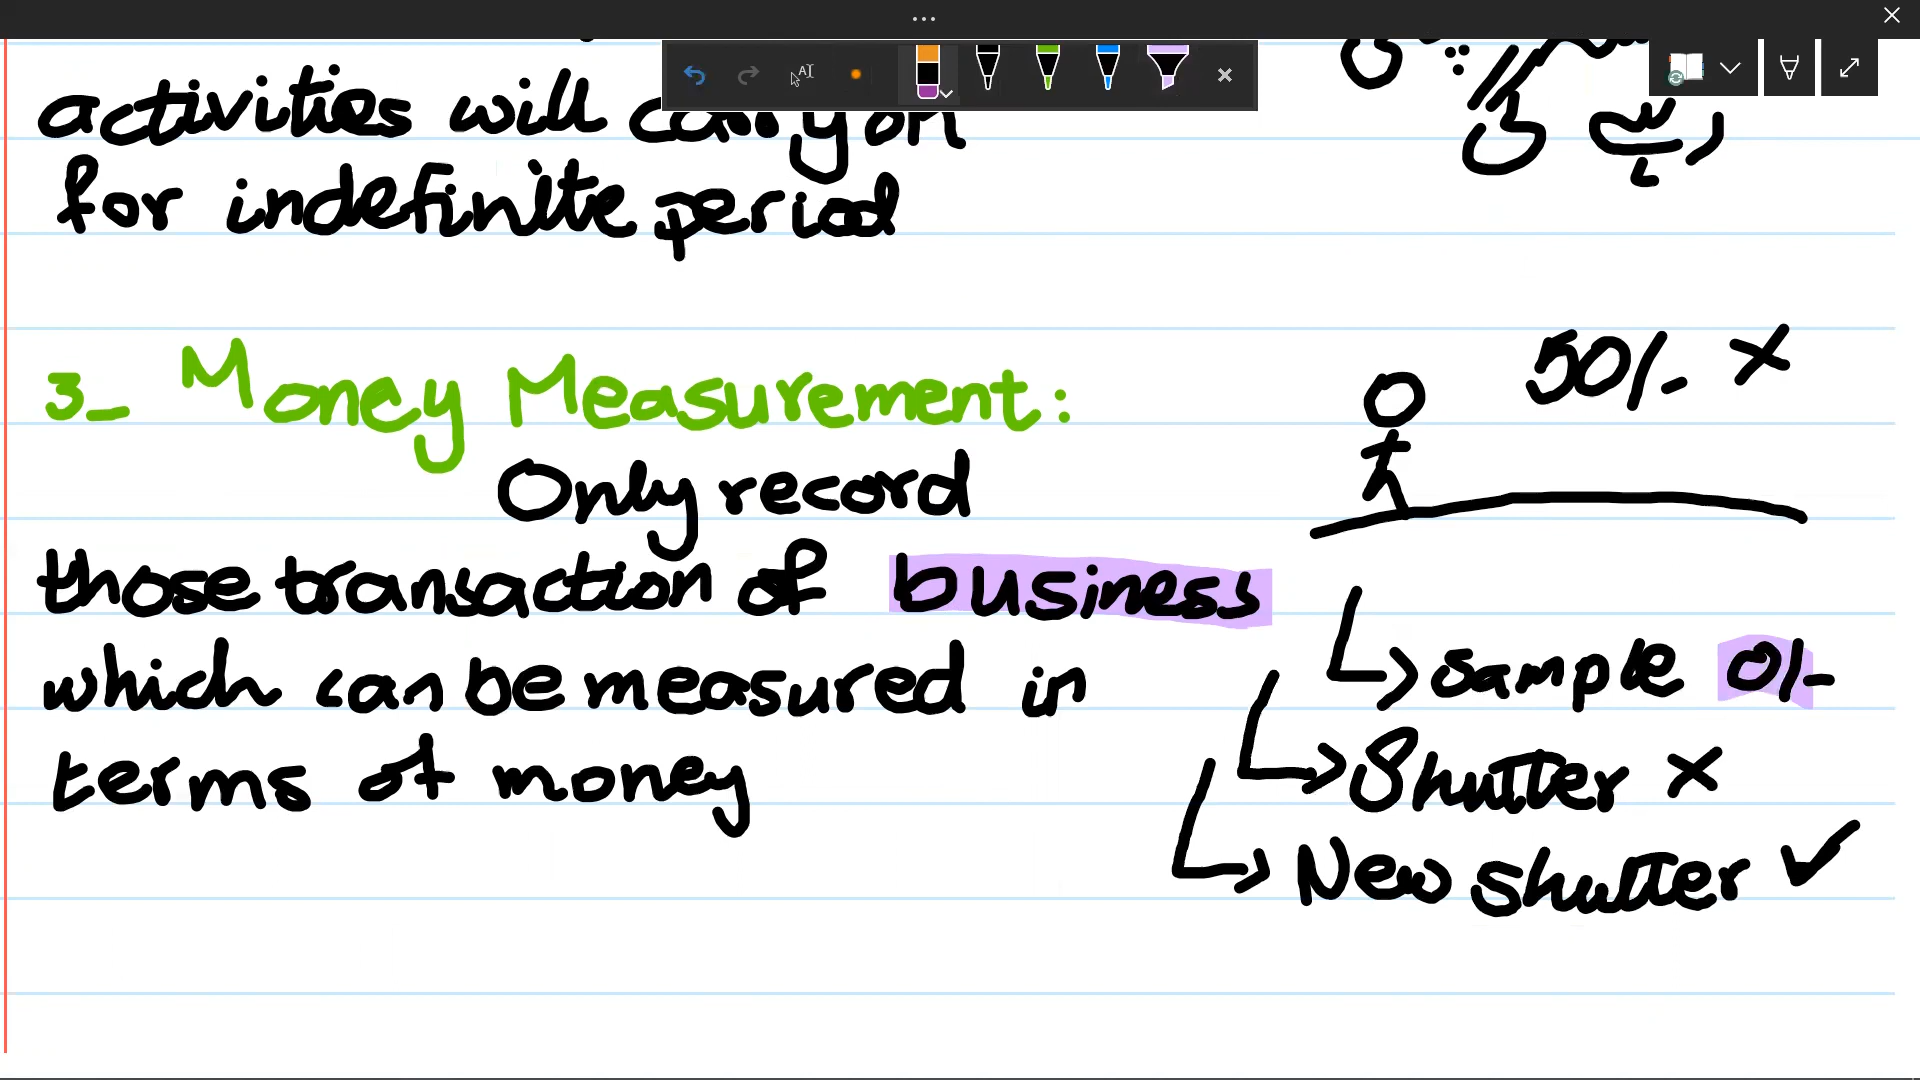 activities will carry on
for indefinite period
3_ Money Measurement:
Only record
those transaction of business
which can be measured in
terms of money
50/- ×
sample 0/-
Shutter ×
New shutter ✓